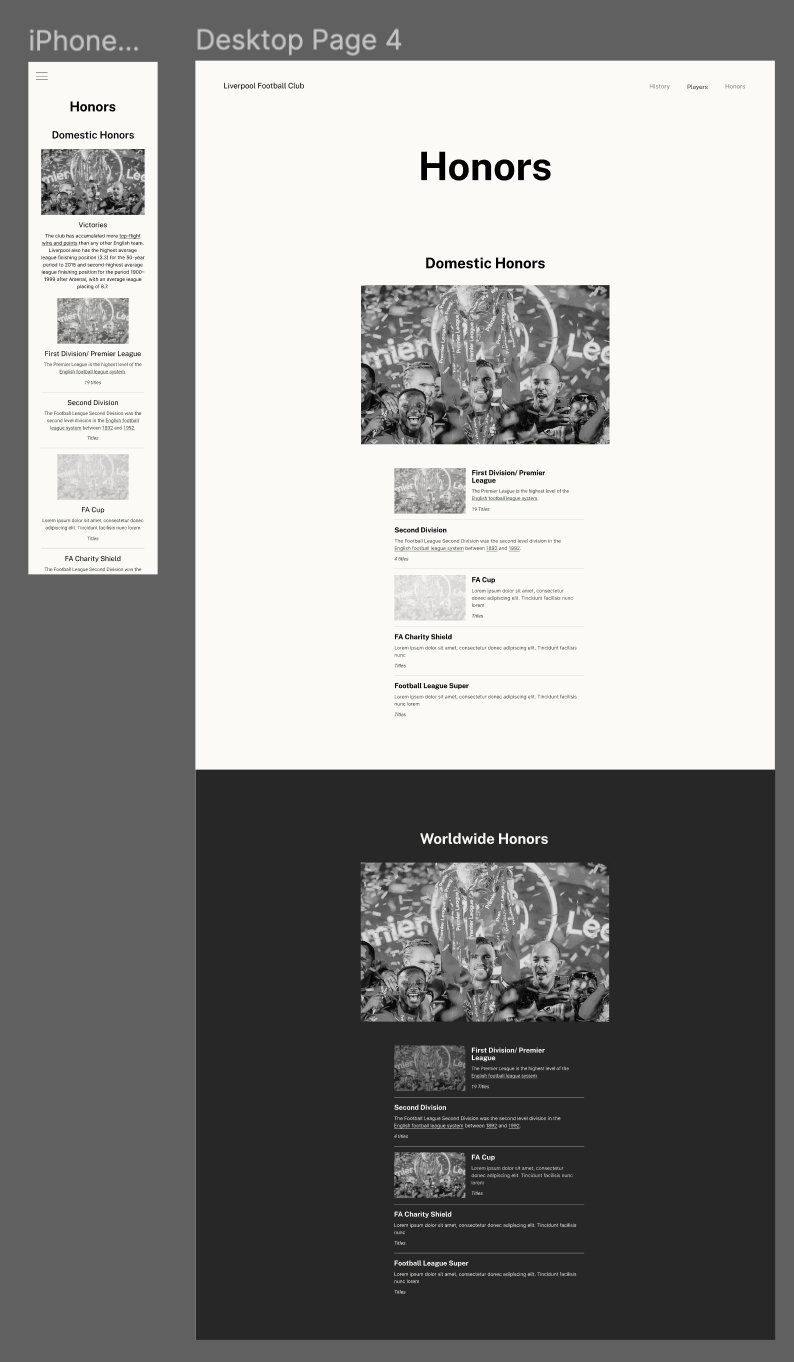 iPhone...
Honors
Domestic Honors
mier
Lee
Victories
The club has accumulated more top-flight
wins and points than any other English team.
Liverpool also has the highest average
league finishing position (3.3) for the 50-year
period to 2015 and second-highest average
league finishing position for the period 1900–
1999 after Arsenal, with an average league
placing of 8.7.
First Division/ Premier League
The Premier League is the highest level of the
English football league system
19 titles
Second Division
The Football League Second Division was the
second level division in the English football
league system between 1892 and 1992.
Titles
FA Cup
Lorem ipsum dolor sit amet, consectetur donec
adipiscing elit. Tincidunt facilisis nunc lorem
Titles
FA Charity Shield
The Football League Second Division was the
Desktop Page 4
Liverpool Football Club
History
Players
Honors
Honors
Domestic Honors
mier
Premier League
Lee
First Division/ Premier
League
The Premier League is the highest level of the
English football league system
19 Titles
Second Division
The Football League Second Division was the second level division in the
English football league system between 1892 and 1992.
4 titles
FA Cup
Lorem ipsum dolor sit amet, consectetur
donec adipiscing elit. Tincidunt facilisis nunc
lorem
Titles
FA Charity Shield
Lorem ipsum dolor sit amet, consectetur donec adipiscing elit. Tincidunt facilisis
nunc
Titles
Football League Super
Lorem ipsum dolor sit amet, consectetur donec adipiscing elit. Tincidunt facilisis
nunc lorem
Titles
Worldwide Honors
mier
Premier League
Lee
First Division/ Premier
League
The Premier League is the highest level of the
English football league system
19 Titles
Second Division
The Football League Second Division was the second level division in the
English football league system between 1892 and 1992.
4 titles
FA Cup
Lorem ipsum dolor sit amet, consectetur
donec adipiscing elit. Tincidunt facilisis nunc
lorem
Titles
FA Charity Shield
Lorem ipsum dolor sit amet, consectetur donec adipiscing elit. Tincidunt facilisis
nunc
Titles
Football League Super
Lorem ipsum dolor sit amet, consectetur donec adipiscing elit. Tincidunt facilisis
nunc lorem
Titles